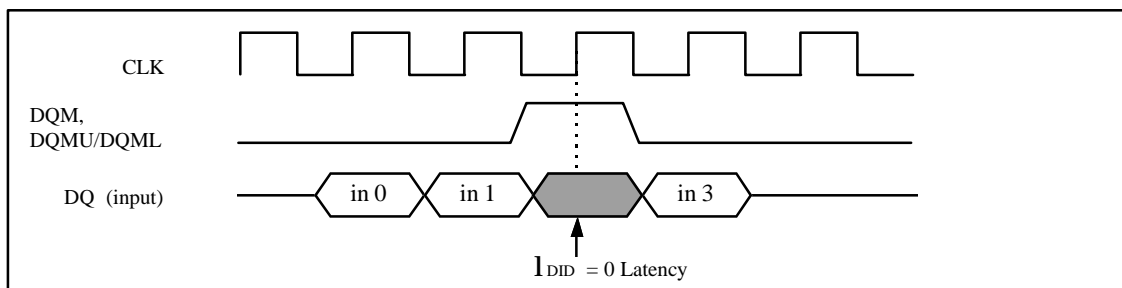 CLK
DQM,
DQMU/DQML
DQ (input)
in 0
in 1
in 3
lDID = 0 Latency